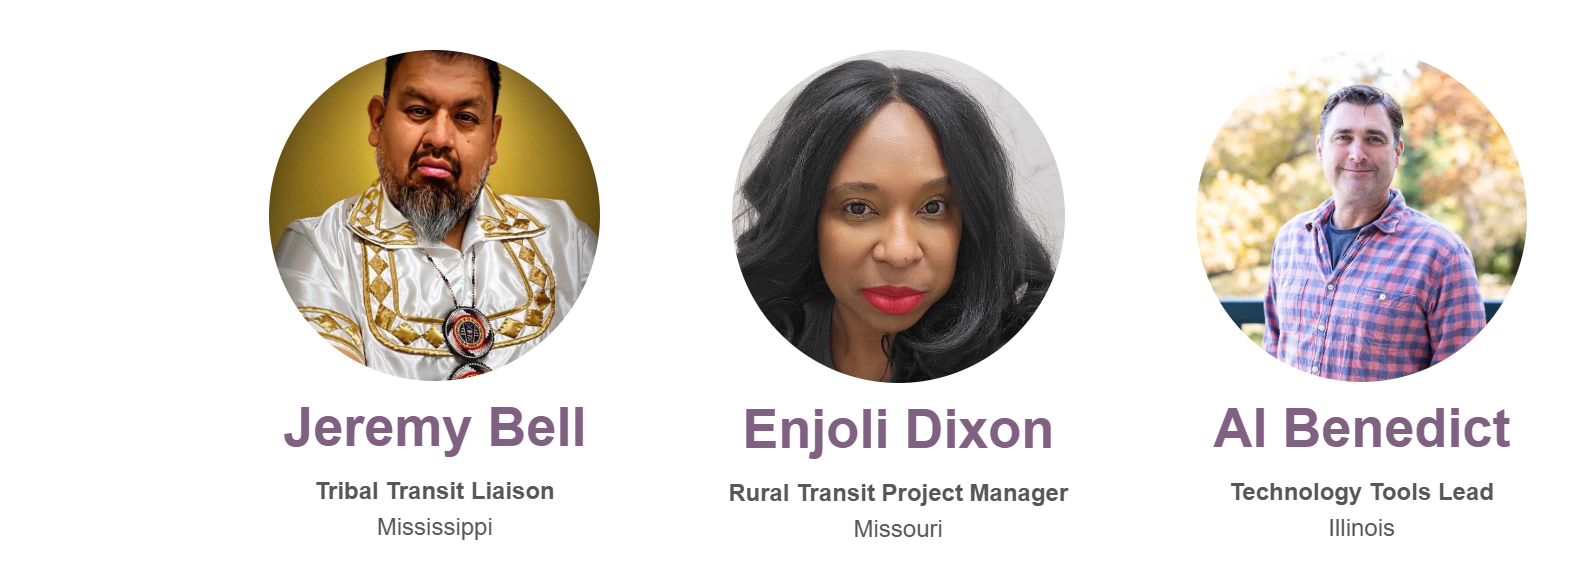 Jeremy Bell
Tribal Transit Liaison
Mississippi
Enjoli Dixon
Rural Transit Project Manager
Missouri
Al Benedict
Technology Tools Lead
Illinois